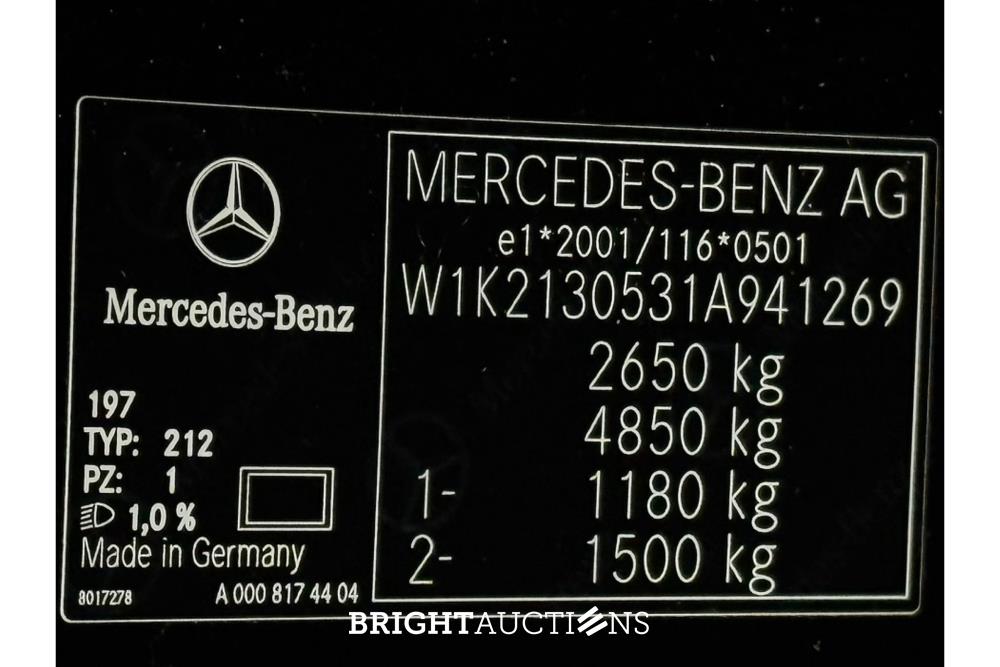 Mercedes-Benz
197
TYP: 212
PZ: 1
1,0 %
Made in Germany
8017278 A 000 817 44 04
MERCEDES-BENZ AG
e1*2001/116*0501
W1K2130531A941269
2650 kg
4850 kg
1- 1180 kg
2- 1500 kg
BRIGHTAUCTIONS